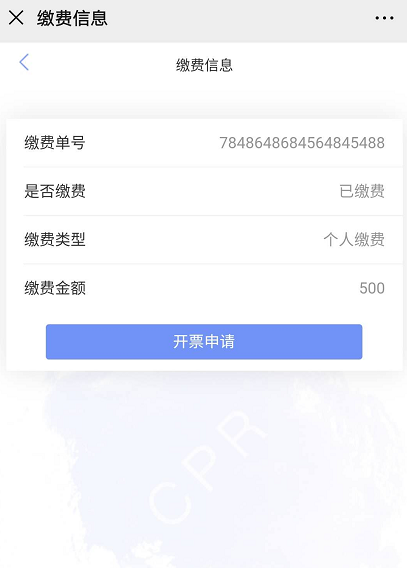 缴费信息
缴费信息
缴费单号 7848648684564845488
是否缴费 已缴费
缴费类型 个人缴费
缴费金额 500
开票申请
CPR